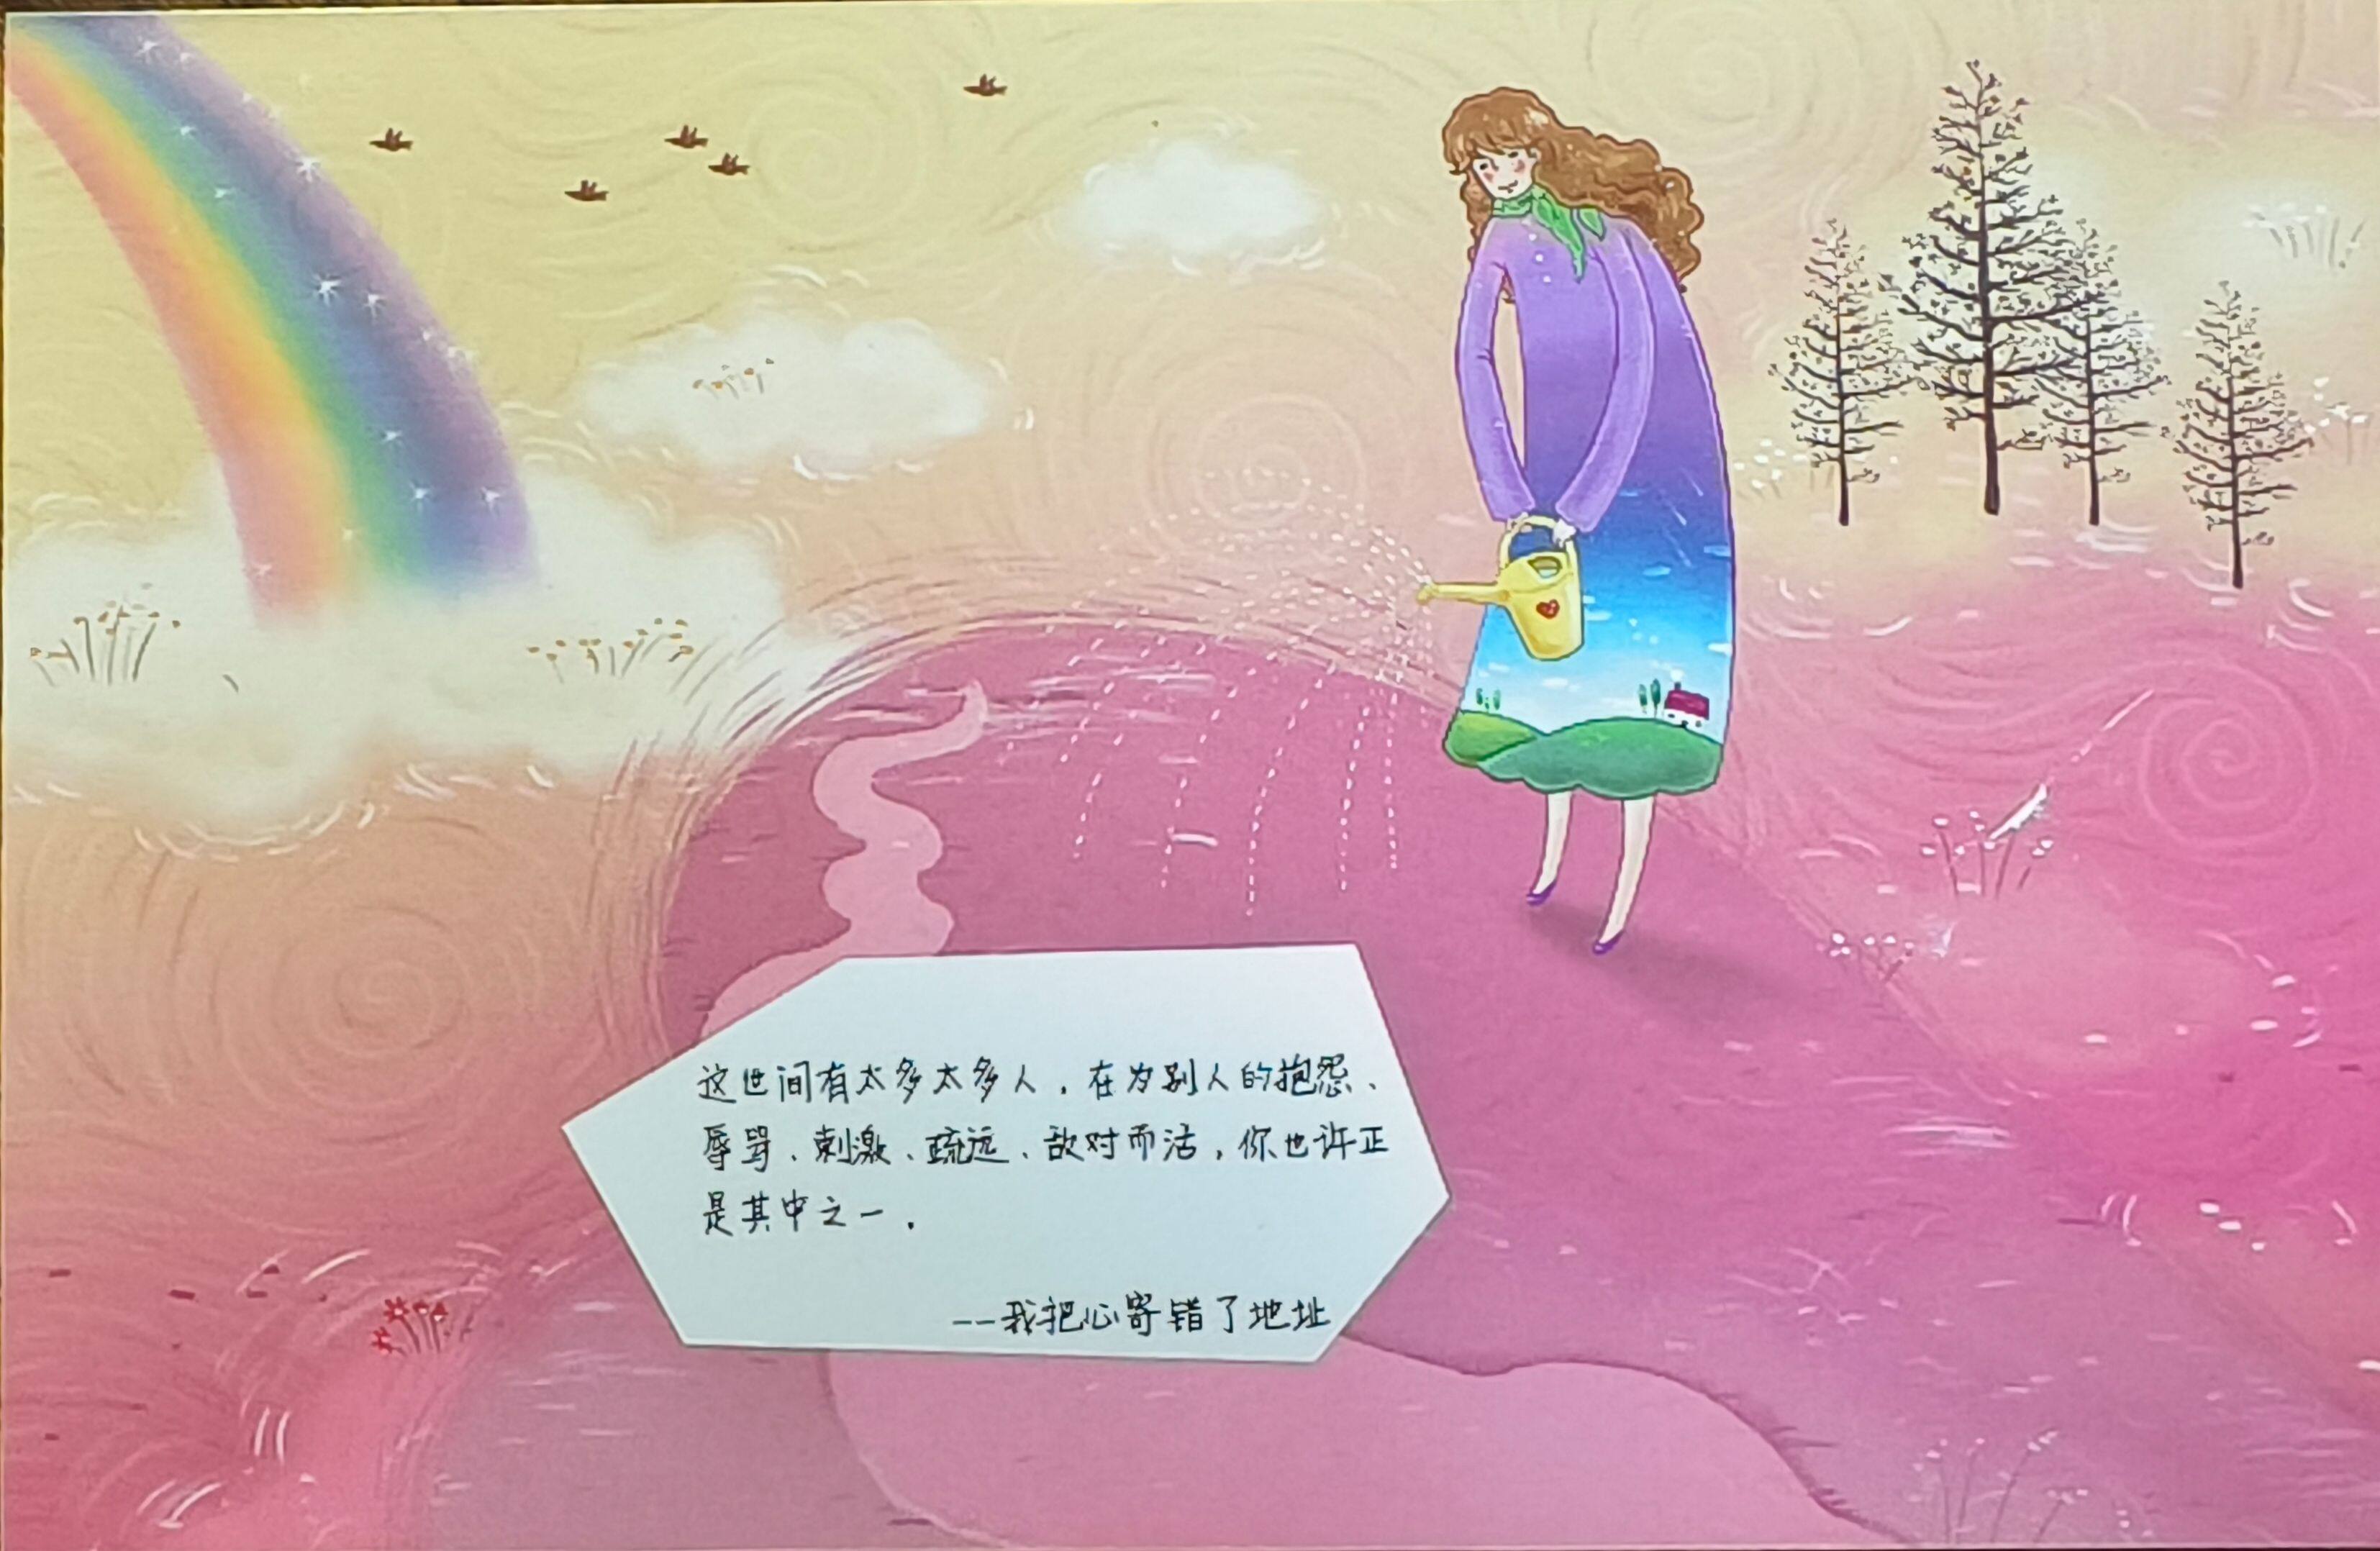 这世间有太多太多人，在为别人的抱怨、
辱骂、刺激、疏远、敌对而活，你也许正
是其中之一.
--我把心寄错了地址